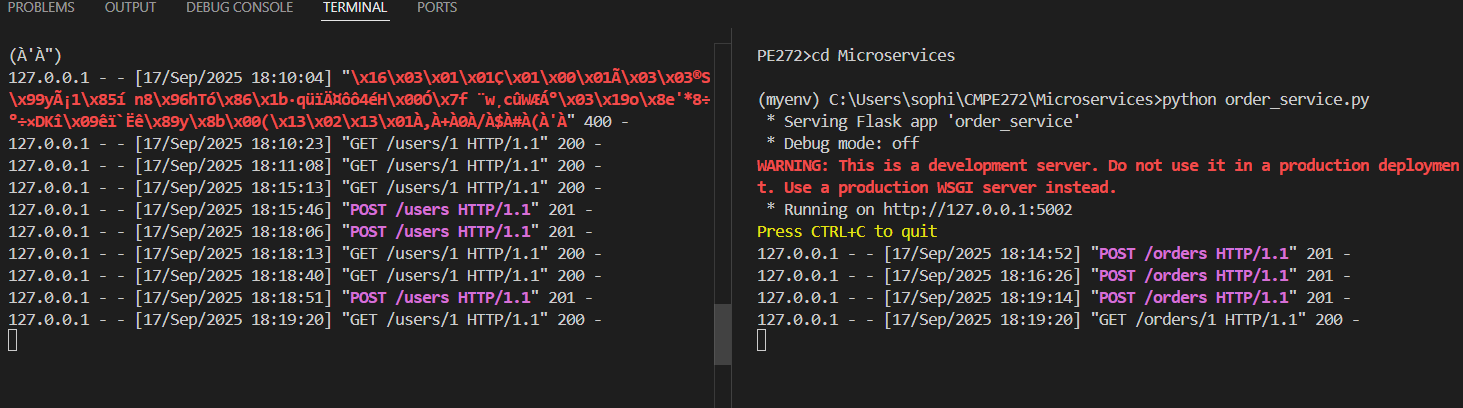 PROBLEMS OUTPUT DEBUG CONSOLE TERMINAL PORTS
(À'À")
127.0.0.1 - - [17/Sep/2025 18:10:04] "\x16\x03\x01\x01Ç\x01\x00\x01Ã\x03\x03®S
\x99yÃ¡1\x85í n8\x96hTó\x86\x1b·qüïÄ¤ôô4éH\x00Ó\x7f ¨w¸cûWÆÁ°\x03\x19o\x8e'*8÷
°÷×DKî\x09êï`Ëê\x89y\x8b\x00(\x13\x02\x13\x01À,À+À0À/À$À#À(À'À" 400 -
127.0.0.1 - - [17/Sep/2025 18:10:23] "GET /users/1 HTTP/1.1" 200 -
127.0.0.1 - - [17/Sep/2025 18:11:08] "GET /users/1 HTTP/1.1" 200 -
127.0.0.1 - - [17/Sep/2025 18:15:13] "GET /users/1 HTTP/1.1" 200 -
127.0.0.1 - - [17/Sep/2025 18:15:46] "POST /users HTTP/1.1" 201 -
127.0.0.1 - - [17/Sep/2025 18:18:06] "POST /users HTTP/1.1" 201 -
127.0.0.1 - - [17/Sep/2025 18:18:13] "GET /users/1 HTTP/1.1" 200 -
127.0.0.1 - - [17/Sep/2025 18:18:40] "GET /users/1 HTTP/1.1" 200 -
127.0.0.1 - - [17/Sep/2025 18:18:51] "POST /users HTTP/1.1" 201 -
127.0.0.1 - - [17/Sep/2025 18:19:20] "GET /users/1 HTTP/1.1" 200 -
PE272>cd Microservices
(myenv) C:\Users\sophi\CMPE272\Microservices>python order_service.py
* Serving Flask app 'order_service'
* Debug mode: off
WARNING: This is a development server. Do not use it in a production deploymen
t. Use a production WSGI server instead.
* Running on http://127.0.0.1:5002
Press CTRL+C to quit
127.0.0.1 - - [17/Sep/2025 18:14:52] "POST /orders HTTP/1.1" 201 -
127.0.0.1 - - [17/Sep/2025 18:16:26] "POST /orders HTTP/1.1" 201 -
127.0.0.1 - - [17/Sep/2025 18:19:14] "POST /orders HTTP/1.1" 201 -
127.0.0.1 - - [17/Sep/2025 18:19:20] "GET /orders/1 HTTP/1.1" 200 -